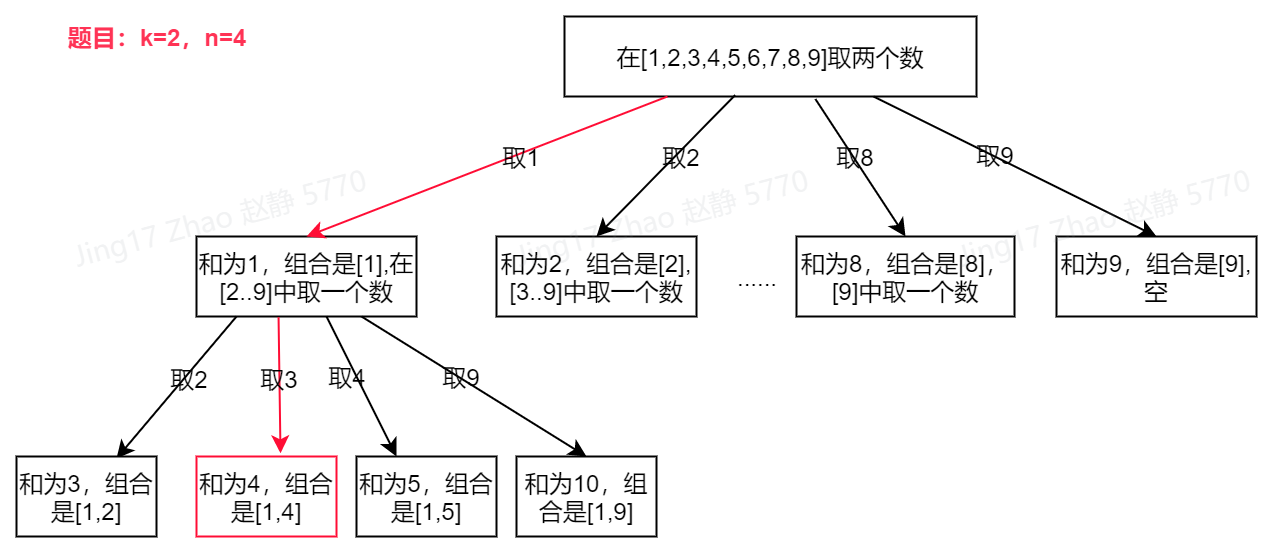 题目：k=2，n=4
在[1,2,3,4,5,6,7,8,9]取两个数
取1
取2
取8
取9
Jing17 Zhao 赵静 5770
Jing17 Zhao 赵静 5770
Jing17 Zhao 赵静 5770
和为1，组合是[1],在
[2..9]中取一个数
和为2，组合是[2],
[3..9]中取一个数
......
和为8，组合是[8]，
[9]中取一个数
和为9，组合是[9],
空
取2
取3
取4
取9
和为3，组合
是[1,2]
和为4，组合
是[1,4]
和为5，组合
是[1,5]
和为10，组
合是[1,9]